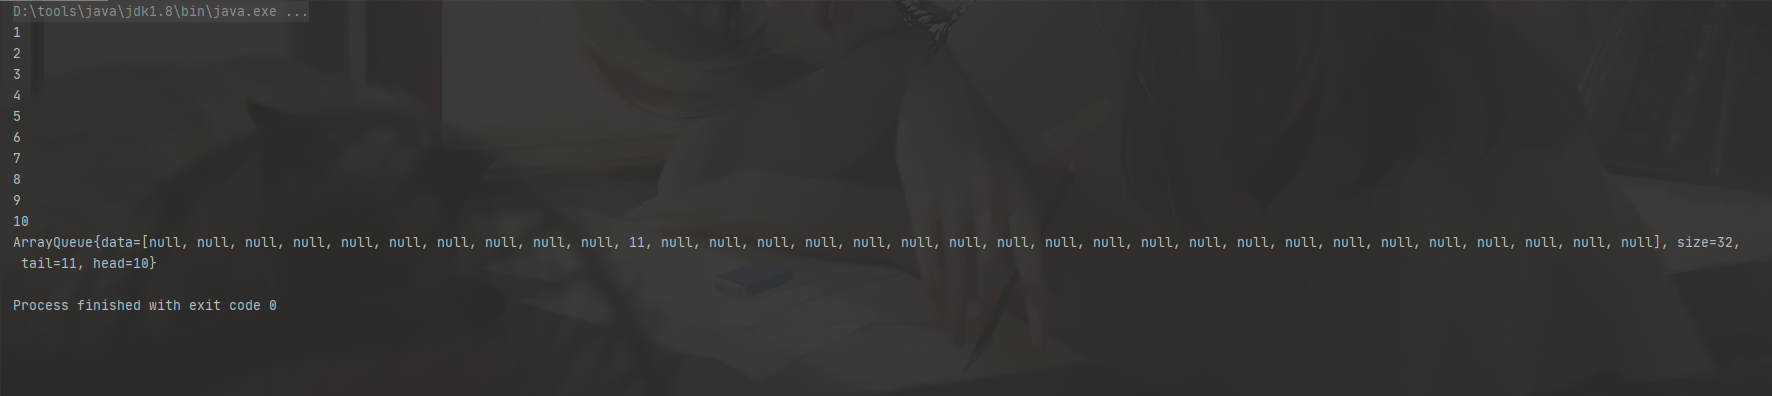 D:\tools\java\jdk1.8\bin\java.exe ...
1
2
3
4
5
6
7
8
9
10
ArrayQueue{data=[null, null, null, null, null, null, null, null, null, null, 11, null, null, null, null, null, null, null, null, null, null, null, null, null, null, null, null, null, null, null, null, null], size=32,
tail=11, head=10}
Process finished with exit code 0